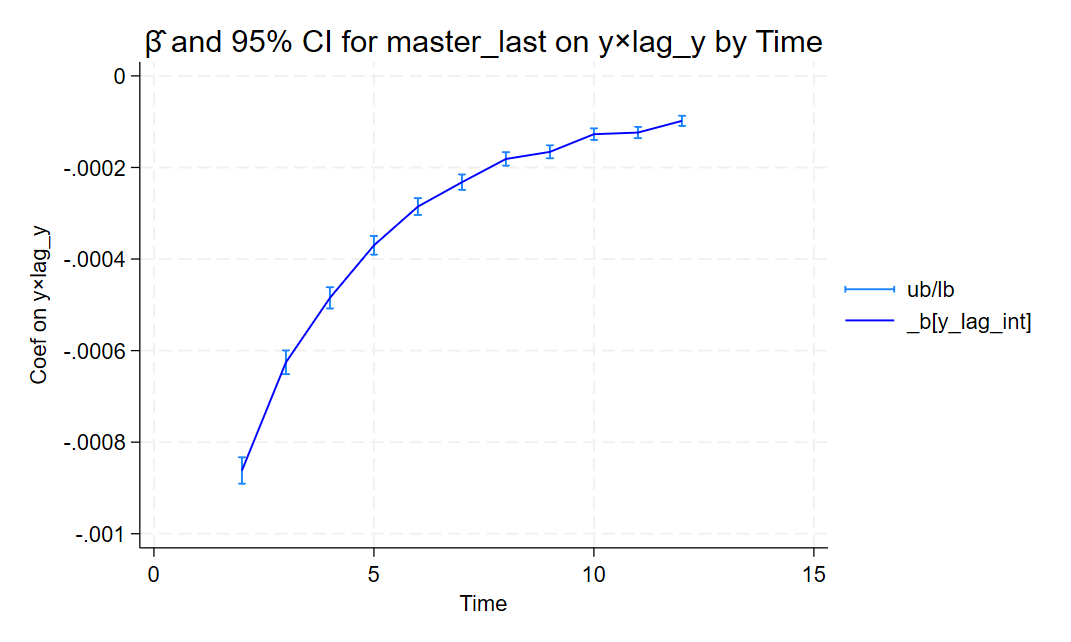 β̂ and 95% CI for master_last on y×lag_y by Time
Coef on y×lag_y
0
-.0002
-.0004
-.0006
-.0008
-.001
0
5
10
15
Time
ub/lb
_b[y_lag_int]